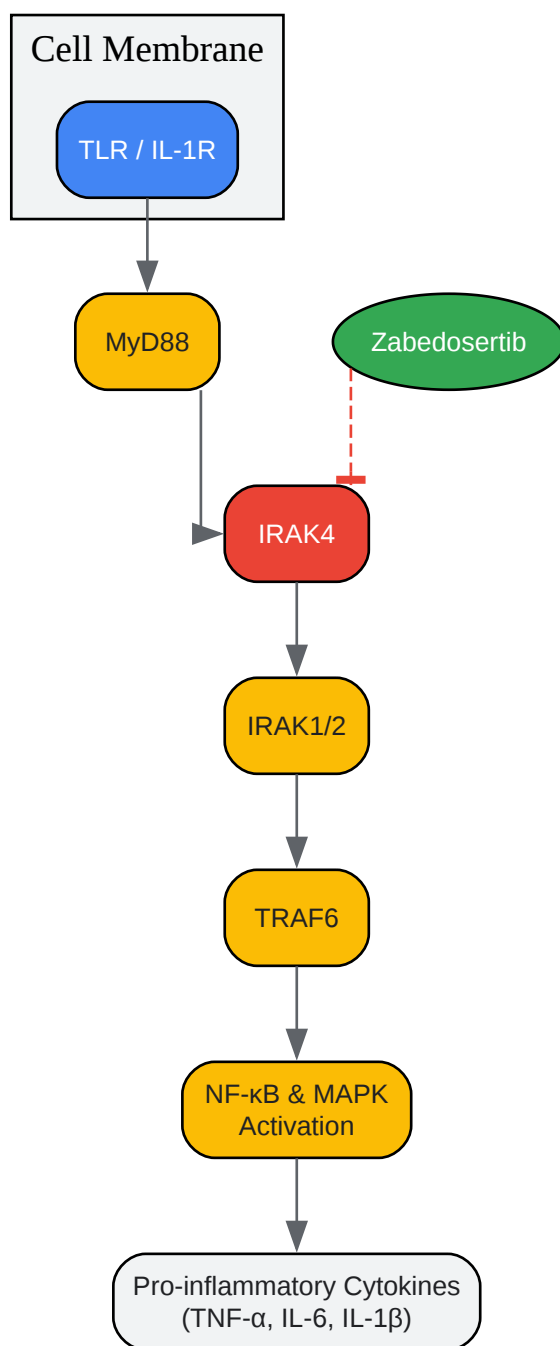 Cell Membrane
TLR / IL-1R
MyD88
Zabedosertib
IRAK4
IRAK1/2
TRAF6
NF-κB & MAPK
Activation
Pro-inflammatory Cytokines
(TNF-α, IL-6, IL-1β)